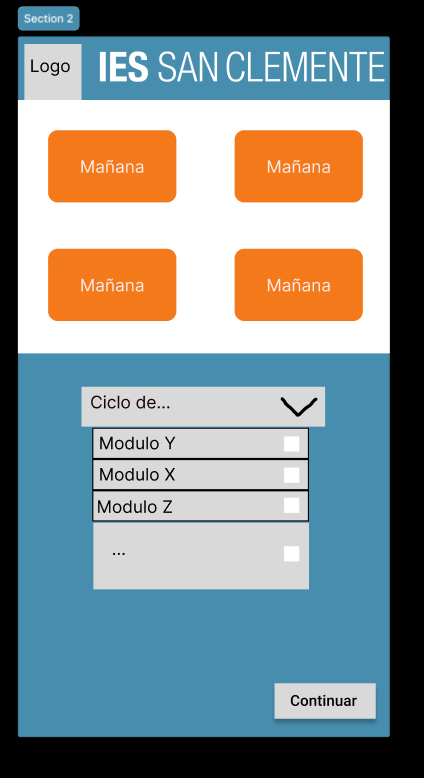 Section 2
Logo
IES SAN CLEMENTE
Mañana
Mañana
Mañana
Mañana
Ciclo de...
Modulo Y
Modulo X
Modulo Z
...
Continuar